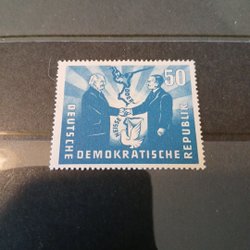 50
DEUTSCHE DEMOKRATISCHE REPUBLIK